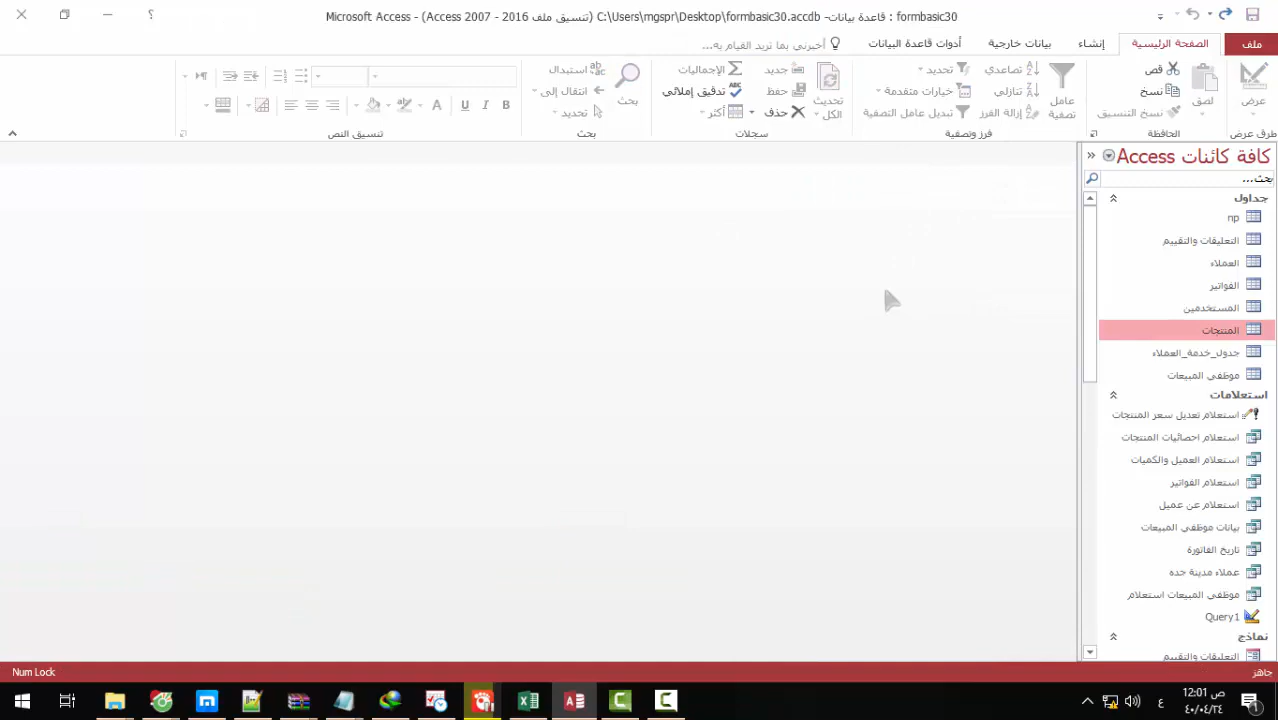 formbasic30 : قاعدة بيانات- C:\Users\mgspr\Desktop\formbasic30.accdb (تنسيق ملف Access 2007 - 2016) - Microsoft Access
ملف الصفحة الرئيسية إنشاء بيانات خارجية أدوات قاعدة البيانات أخبرني بما تريد القيام به...
عرض
طرق عرض
لصق
قص
نسخ
نسخ التنسيق
الحافظة
عامل تصفية
تصاعدي
تنازلي
إزالة الفرز
تحديد
خيارات متقدمة
تبديل عامل التصفية
فرز وتصفية
تحديث الكل
جديد
حفظ
حذف
الإجماليات
تدقيق إملائي
أكثر
سجلات
بحث
استبدال
انتقال إلى
تحديد
بحث
B I U A
تنسيق النص
كافة كائنات Access
بحث...
جداول
np
التعليقات والتقييم
العملاء
الفواتير
المستخدمين
المنتجات
جدول_خدمة_العملاء
موظفي المبيعات
استعلامات
استعلام تعديل سعر المنتجات
استعلام احصائيات المنتجات
استعلام العميل والكميات
استعلام الفواتير
استعلام عن عميل
بيانات موظفي المبيعات
تاريخ الفاتورة
عملاء مدينة جده
موظفي المبيعات استعلام
Query1
نماذج
التعليقات والتقييم
جاهز
Num Lock
12:01 ص
٤٠/٠٤/٢٤
ع